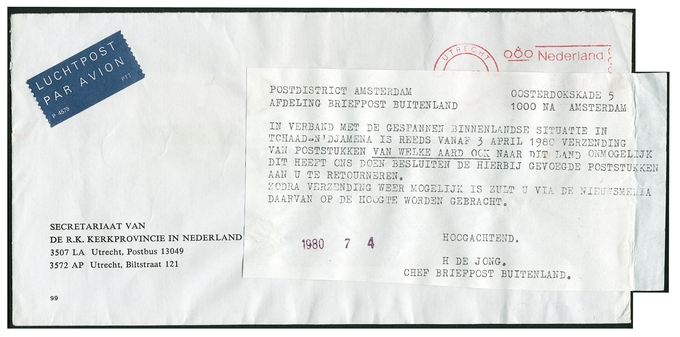 LUCHTPOST
PAR AVION
PTT
P 4579
UTRECHT
Nederland
POSTDISTRICT AMSTERDAM
AFDELING BRIEFPOST BUITENLAND
OOSTERDOKSKADE 5
1000 NA AMSTERDAM
IN VERBAND MET DE GESPANNEN BINNENLANDSE SITUATIE IN
TCHAAD-N'DJAMENA IS REEDS VANAF 3 APRIL 1980 VERZENDING
VAN POSTSTUKKEN VAN WELKE AARD OOK NAAR DIT LAND ONMOGELIJK
DIT HEEFT ONS DOEN BESLUITEN DE HIERBIJ GEVOEGDE POSTSTUKKEN
AAN U TE RETOURNEREN.
ZODRA VERZENDING WEER MOGELIJK IS ZULT U VIA DE NIEUWSMEDIA
DAARVAN OP DE HOOGTE WORDEN GEBRACHT.
1980 7 4
HOOGACHTEND.
H DE JONG.
CHEF BRIEFPOST BUITENLAND.
SECRETARIAAT VAN
DE R.K. KERKPROVINCIE IN NEDERLAND
3507 LA Utrecht, Postbus 13049
3572 AP Utrecht, Biltstraat 121
99